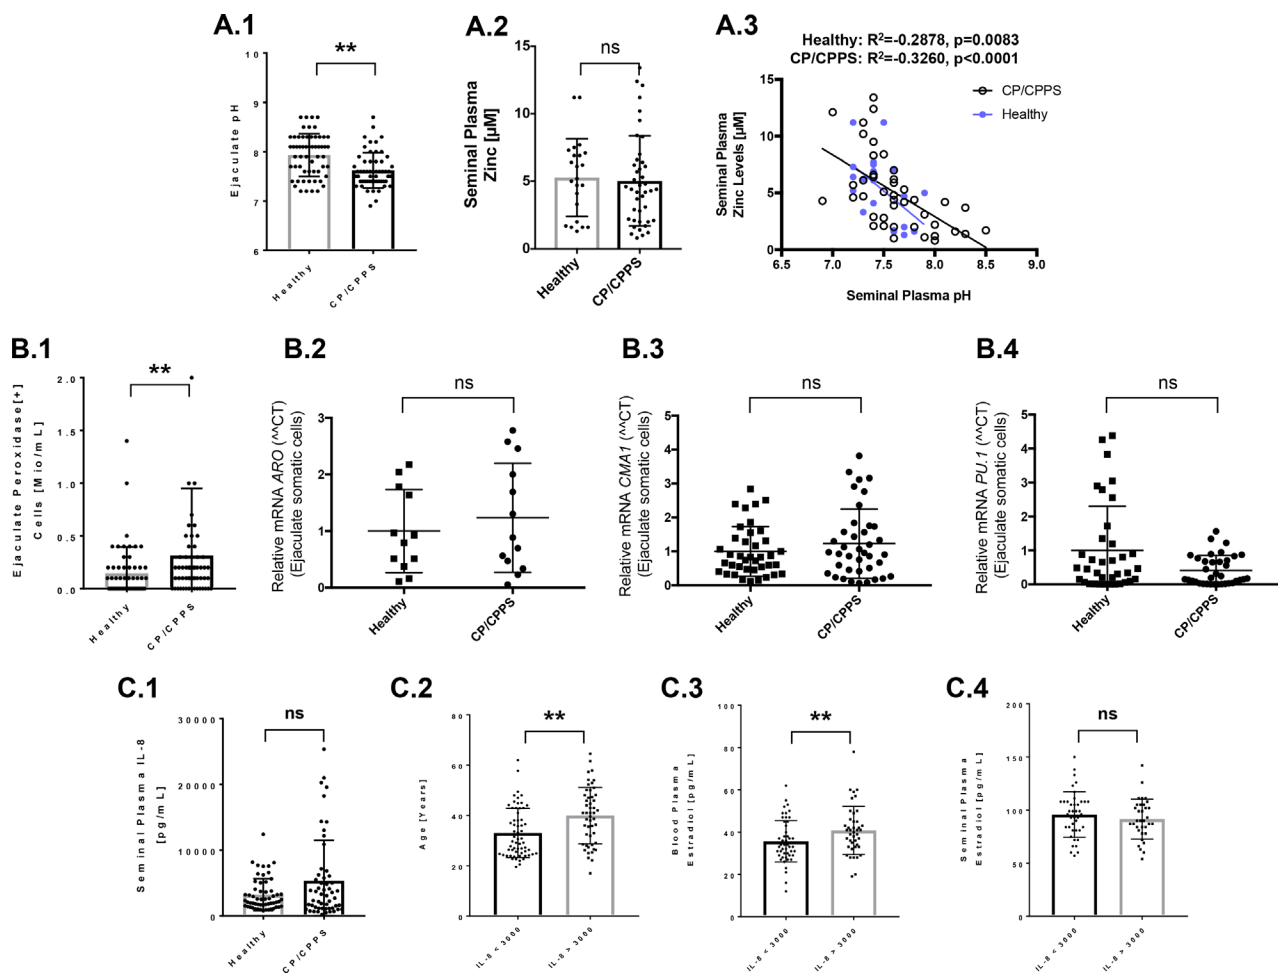 A.1
**
Ejaculate pH
10
9
8
7
6
Healthy
CP/CPPS
A.2
ns
Seminal Plasma
Zinc [µM]
15
10
5
0
Healthy
CP/CPPS
A.3
Healthy: R²=-0.2878, p=0.0083
CP/CPPS: R²=-0.3260, p<0.0001
Seminal Plasma
Zinc Levels [µM]
15
10
5
0
6.5 7.0 7.5 8.0 8.5 9.0
Seminal Plasma pH
CP/CPPS
Healthy
B.1
**
Ejaculate Peroxidase[+]
Cells [Mio/mL]
2.0
1.5
1.0
0.5
0.0
Healthy
CP/CPPS
B.2
ns
Relative mRNA ARO (^^CT)
(Ejaculate somatic cells)
3
2
1
0
Healthy
CP/CPPS
B.3
ns
Relative mRNA CMA1 (^^CT)
(Ejaculate somatic cells)
5
4
3
2
1
0
Healthy
CP/CPPS
B.4
ns
Relative mRNA PU.1 (^^CT)
(Ejaculate somatic cells)
5
4
3
2
1
0
Healthy
CP/CPPS
C.1
ns
Seminal Plasma IL-8
[pg/mL]
30000
20000
10000
0
Healthy
CP/CPPS
C.2
**
Age [Years]
80
60
40
20
0
IL-8 < 3000
IL-8 > 3000
C.3
**
Blood Plasma
Estradiol [pg/mL]
100
80
60
40
20
0
IL-8 < 3000
IL-8 > 3000
C.4
ns
Seminal Plasma
Estradiol [pg/mL]
200
150
100
50
0
IL-8 < 3000
IL-8 > 3000